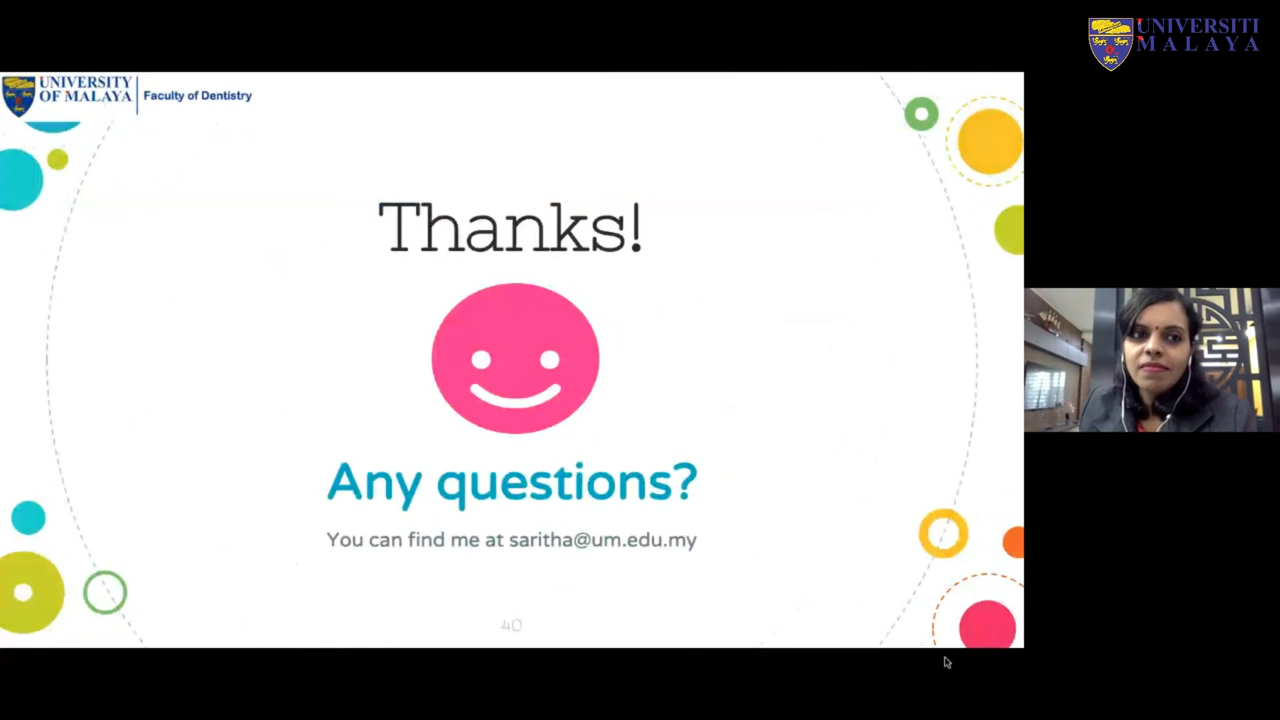 UNIVERSITI
MALAYA
UNIVERSITY
OF MALAYA
Faculty of Dentistry
Thanks!
Any questions?
You can find me at saritha@um.edu.my
40